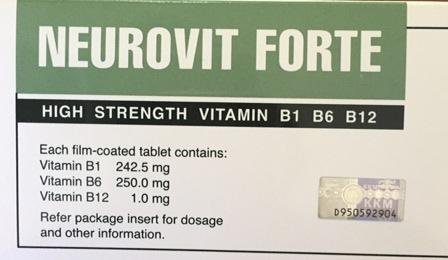 NEUROVIT FORTE
HIGH STRENGTH VITAMIN B1 B6 B12
Each film-coated tablet contains:
Vitamin B1 242.5 mg
Vitamin B6 250.0 mg
Vitamin B12 1.0 mg
Refer package insert for dosage
and other information.
KKM
D950592904